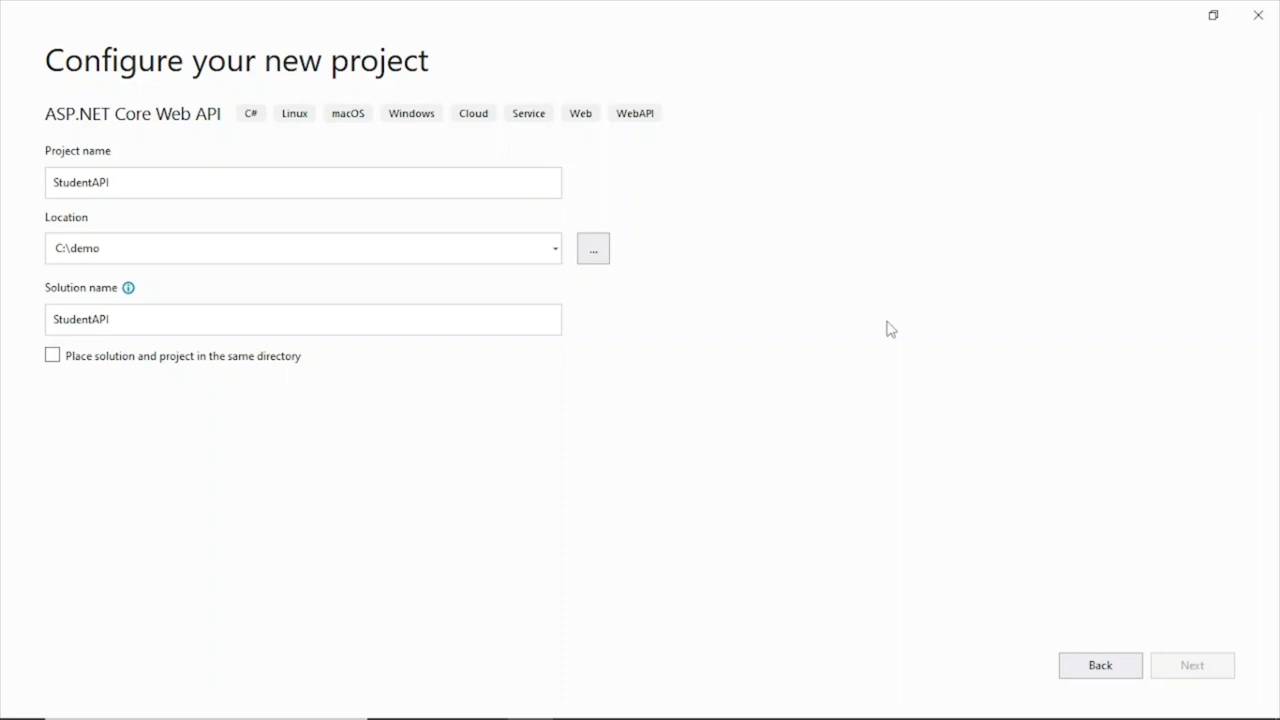 Configure your new project
ASP.NET Core Web API C# Linux macOS Windows Cloud Service Web WebAPI
Project name
StudentAPI
Location
C:\demo
...
Solution name
StudentAPI
Place solution and project in the same directory
Back Next